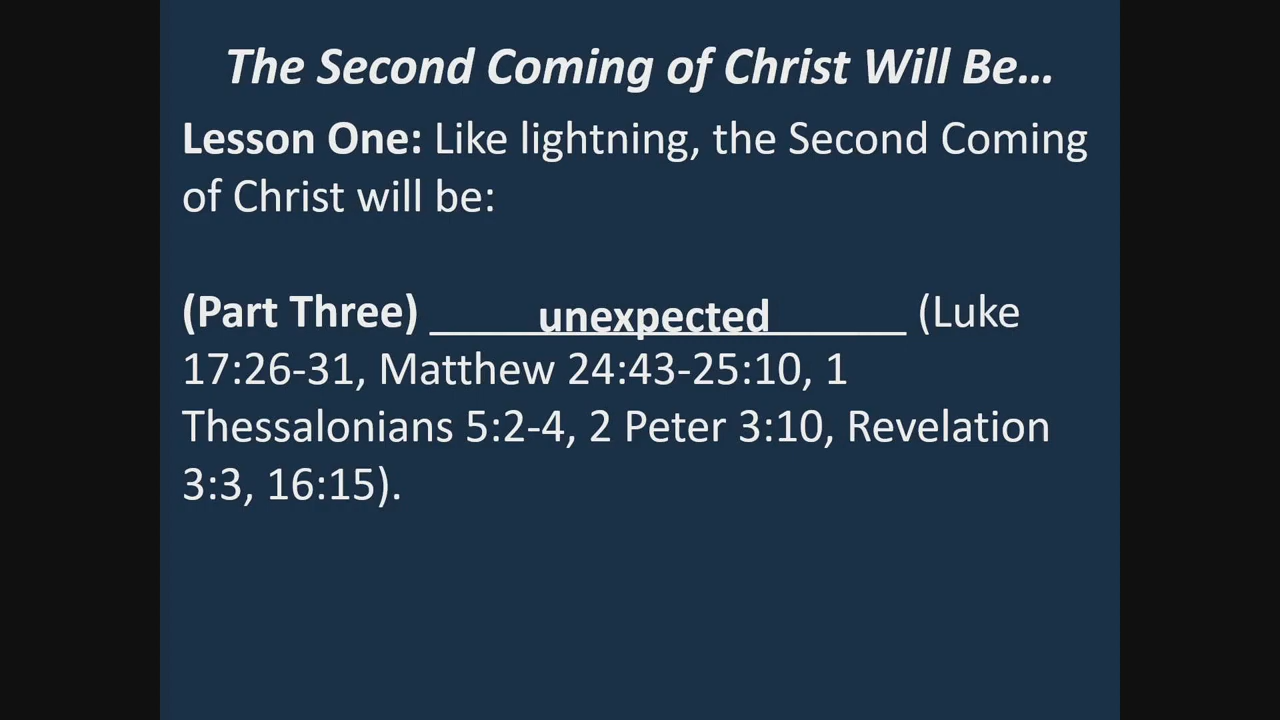 The Second Coming of Christ Will Be...
Lesson One: Like lightning, the Second Coming
of Christ will be:
(Part Three) _____unexpected______ (Luke
17:26-31, Matthew 24:43-25:10, 1
Thessalonians 5:2-4, 2 Peter 3:10, Revelation
3:3, 16:15).